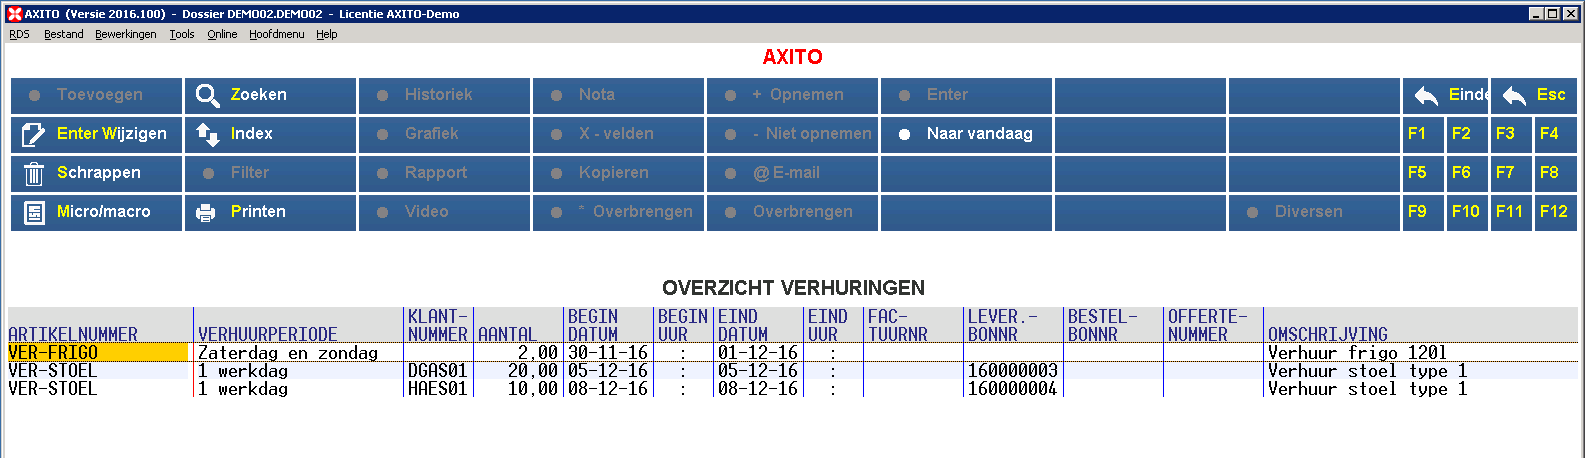 AXITO (Versie 2016.100) - Dossier DEMO02.DEMO02 - Licentie AXITO-Demo
RDS Bestand Bewerkingen Tools Online Hoofdmenu Help
AXITO
Toevoegen Zoeken Historiek Nota + Opnemen Enter Einde Esc
Enter Wijzigen Index Grafiek X - velden - Niet opnemen Naar vandaag F1 F2 F3 F4
Schrappen Filter Rapport Kopieren @ E-mail F5 F6 F7 F8
Micro/macro Printen Video * Overbrengen Overbrengen Diversen F9 F10 F11 F12
OVERZICHT VERHURINGEN
KLANT- BEGIN BEGIN EIND EIND FAC- LEVER.- BESTEL- OFFERTE-
ARTIKELNUMMER VERHUURPERIODE NUMMER AANTAL DATUM UUR DATUM UUR TUURNR BONNR BONNR NUMMER OMSCHRIJVING
VER-FRIGO Zaterdag en zondag 2,00 30-11-16 : 01-12-16 : Verhuur frigo 120l
VER-STOEL 1 werkdag DGAS01 20,00 05-12-16 : 05-12-16 : 160000003 Verhuur stoel type 1
VER-STOEL 1 werkdag HAES01 10,00 08-12-16 : 08-12-16 : 160000004 Verhuur stoel type 1